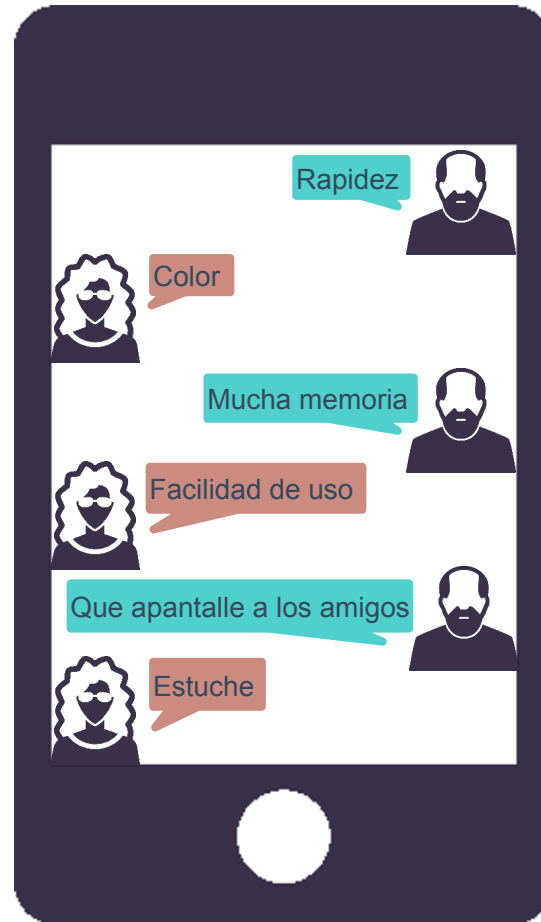 Rapidez
Color
Mucha memoria
Facilidad de uso
Que apantalle a los amigos
Estuche